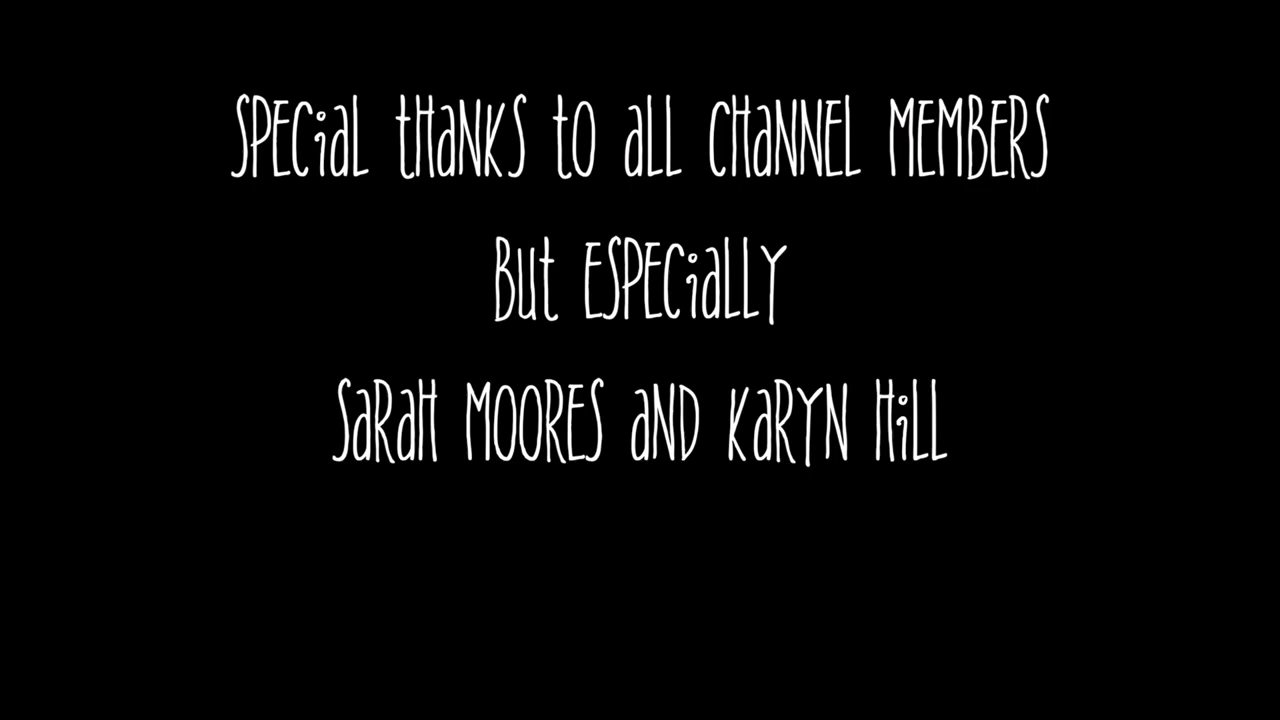 SPECiaL tHaNKS tO aLL CHaNNEL MEMBERS
But ESPECiaLLY
SaRaH MOORES aND KaRYN HiLL